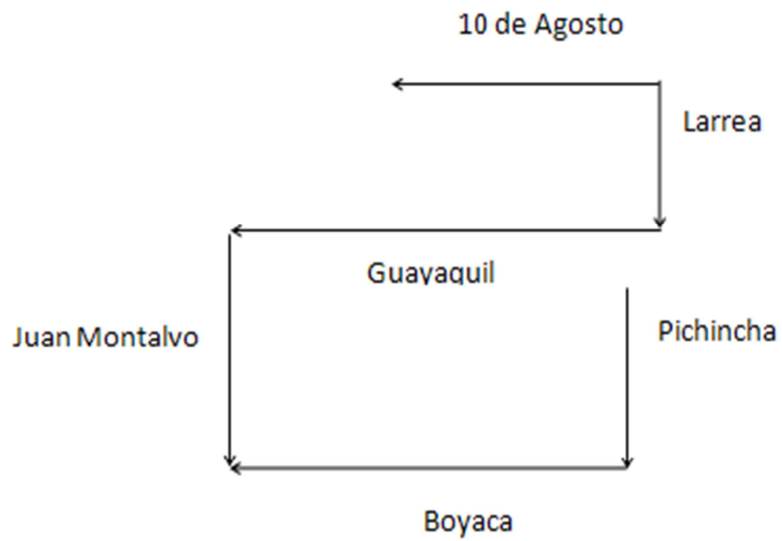 10 de Agosto
Larrea
Guayaquil
Juan Montalvo
Pichincha
Boyaca